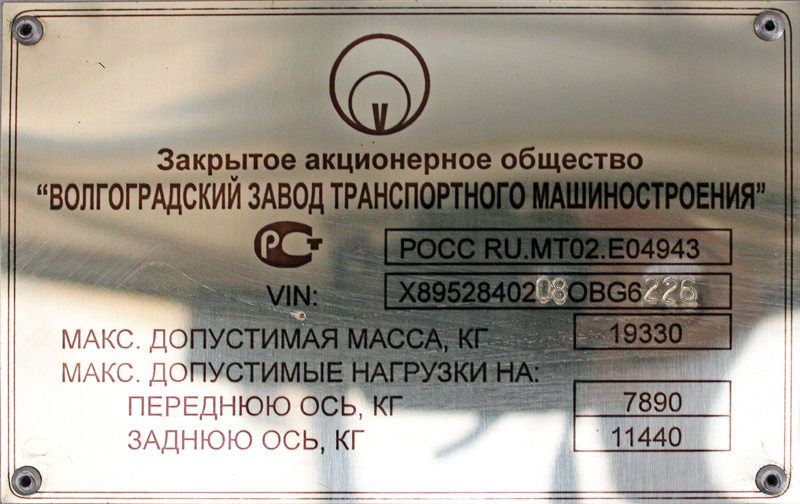 Закрытое акционерное общество
“ВОЛГОГРАДСКИЙ ЗАВОД ТРАНСПОРТНОГО МАШИНОСТРОЕНИЯ”
РСТ РОСС RU.MT02.E04943
VIN: X8952840208OBG6226
МАКС. ДОПУСТИМАЯ МАССА, КГ 19330
МАКС. ДОПУСТИМЫЕ НАГРУЗКИ НА:
ПЕРЕДНЮЮ ОСЬ, КГ 7890
ЗАДНЮЮ ОСЬ, КГ 11440